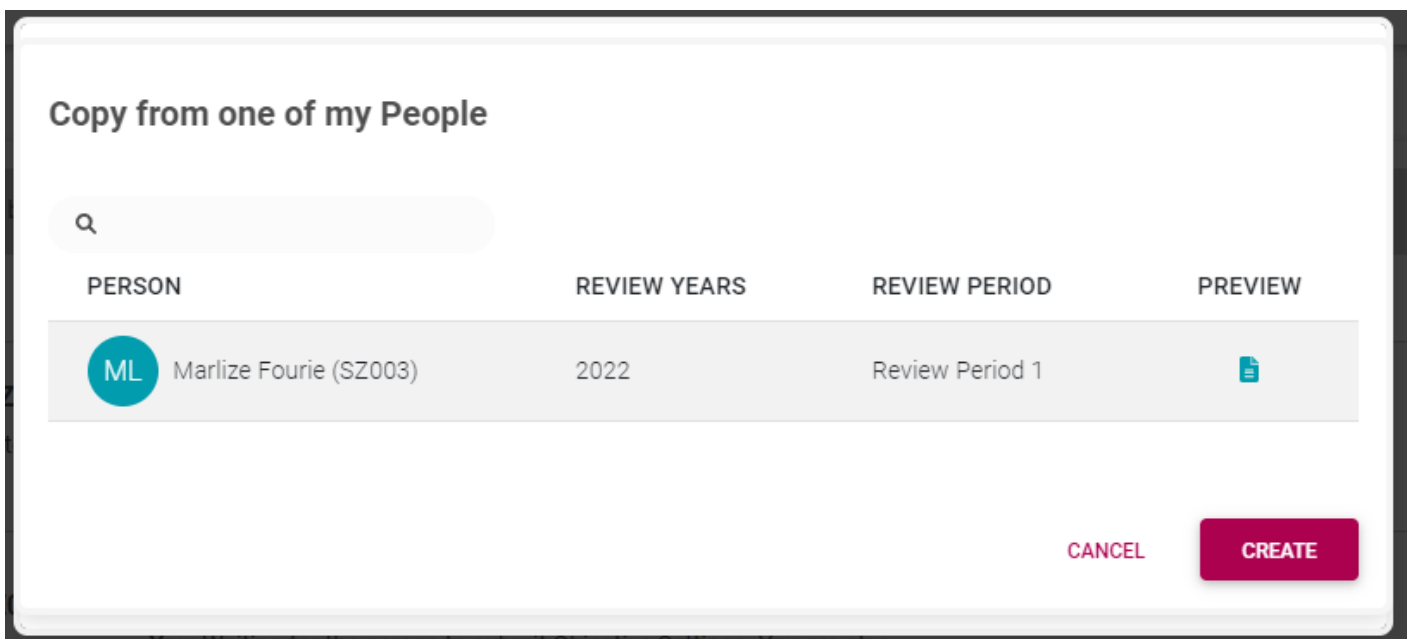 Copy from one of my People
PERSON REVIEW YEARS REVIEW PERIOD PREVIEW
ML Marlize Fourie (SZ003) 2022 Review Period 1
CANCEL CREATE